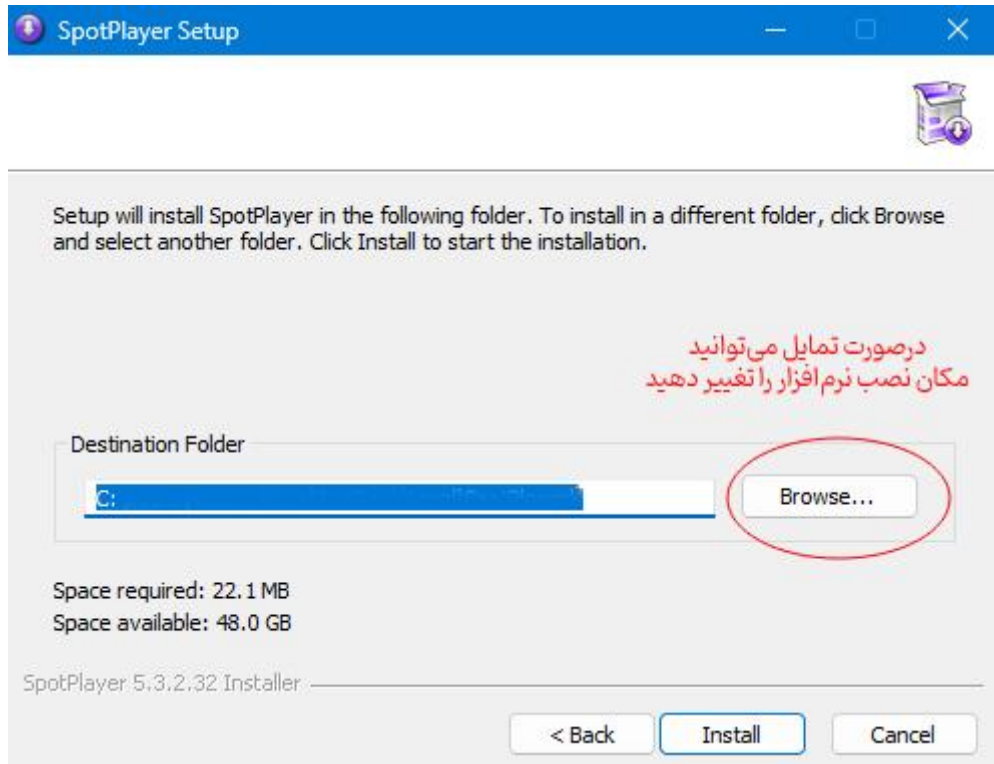 SpotPlayer Setup
Setup will install SpotPlayer in the following folder. To install in a different folder, click Browse
and select another folder. Click Install to start the installation.
درصورت تمایل می‌توانید
مکان نصب نرم‌افزار را تغییر دهید
Destination Folder
C:
Browse...
Space required: 22.1 MB
Space available: 48.0 GB
SpotPlayer 5.3.2.32 Installer
< Back
Install
Cancel